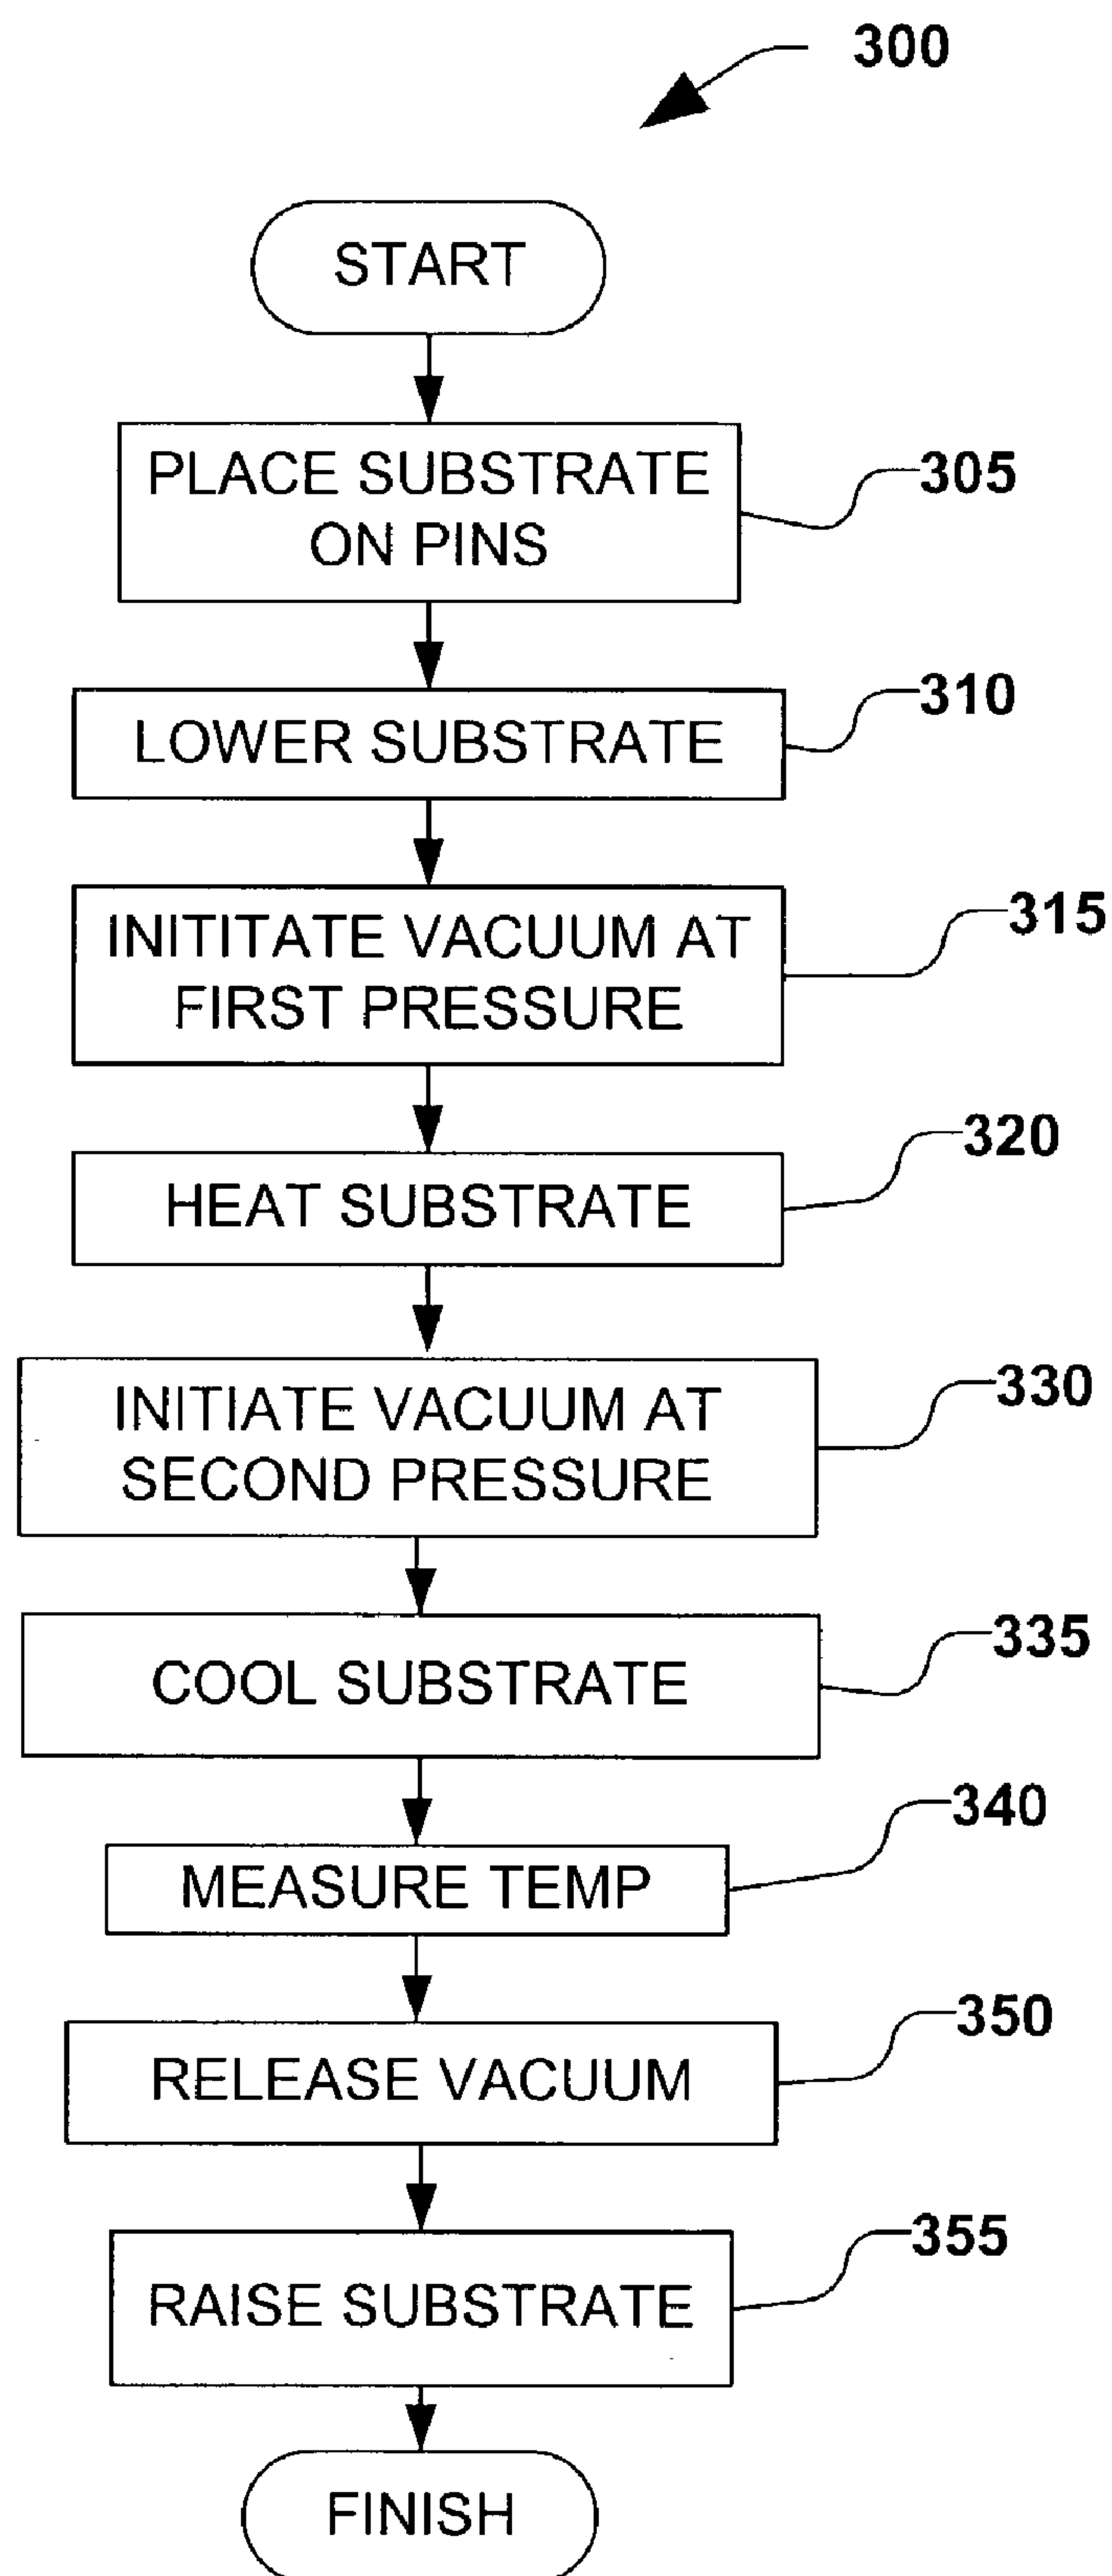 300
START
PLACE SUBSTRATE
ON PINS
305
LOWER SUBSTRATE
310
INITITATE VACUUM AT
FIRST PRESSURE
315
HEAT SUBSTRATE
320
INITIATE VACUUM AT
SECOND PRESSURE
330
COOL SUBSTRATE
335
MEASURE TEMP
340
RELEASE VACUUM
350
RAISE SUBSTRATE
355
FINISH